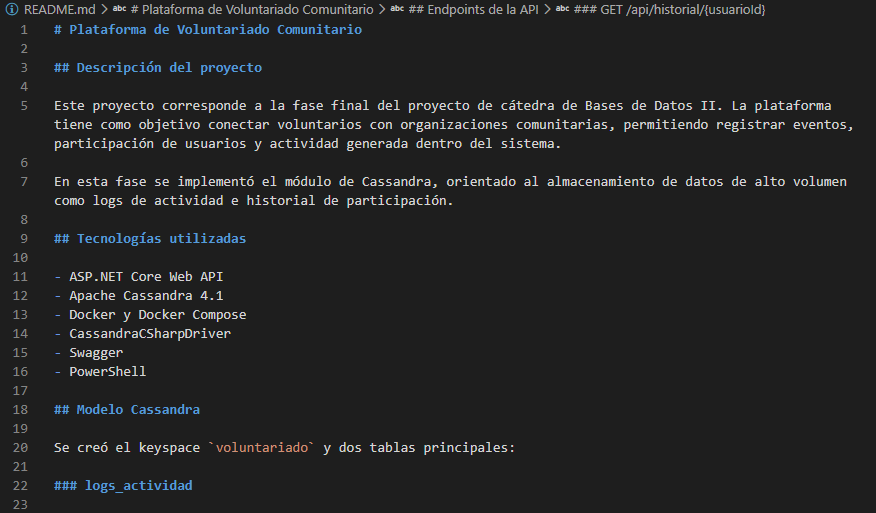 README.md > abc # Plataforma de Voluntariado Comunitario > abc ## Endpoints de la API > abc ### GET /api/historial/{usuarioId}
1 # Plataforma de Voluntariado Comunitario
2
3 ## Descripción del proyecto
4
5 Este proyecto corresponde a la fase final del proyecto de cátedra de Bases de Datos II. La plataforma
tiene como objetivo conectar voluntarios con organizaciones comunitarias, permitiendo registrar eventos,
participación de usuarios y actividad generada dentro del sistema.
6
7 En esta fase se implementó el módulo de Cassandra, orientado al almacenamiento de datos de alto volumen
como logs de actividad e historial de participación.
8
9 ## Tecnologías utilizadas
10
11 - ASP.NET Core Web API
12 - Apache Cassandra 4.1
13 - Docker y Docker Compose
14 - CassandraCSharpDriver
15 - Swagger
16 - PowerShell
17
18 ## Modelo Cassandra
19
20 Se creó el keyspace `voluntariado` y dos tablas principales:
21
22 ### logs_actividad
23